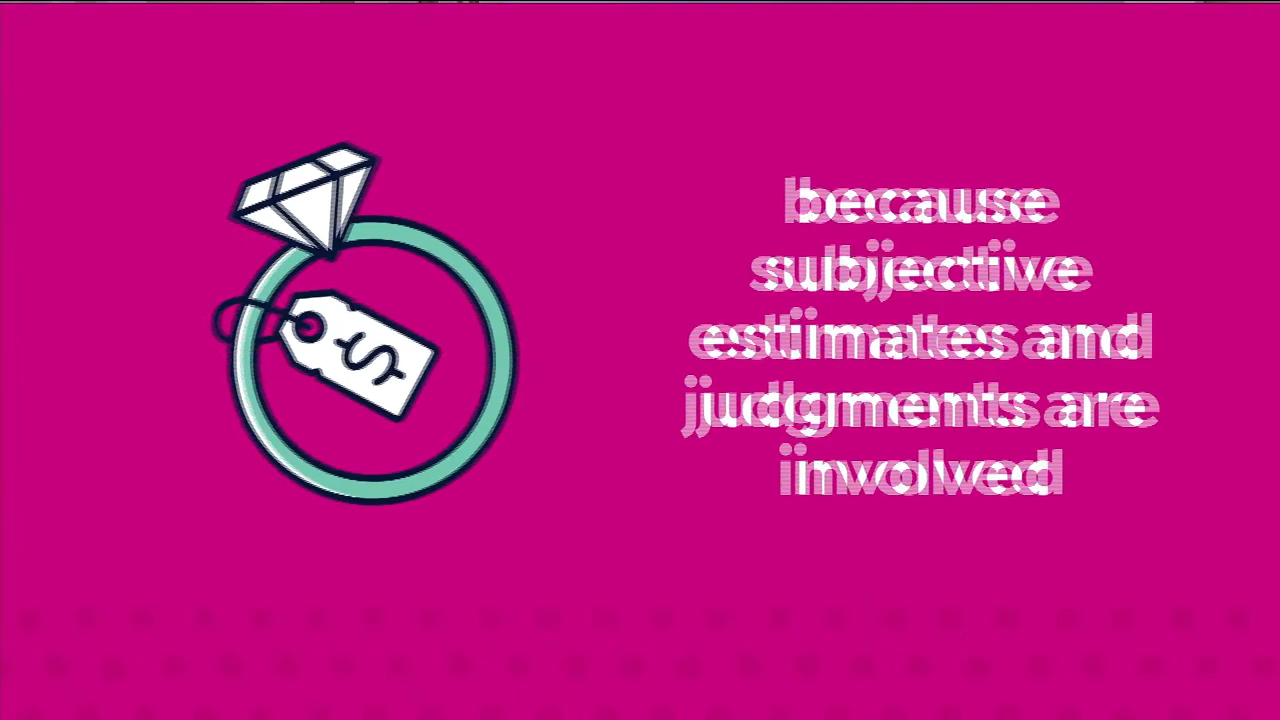 because
subjective
estimates and
judgments are
involved
$